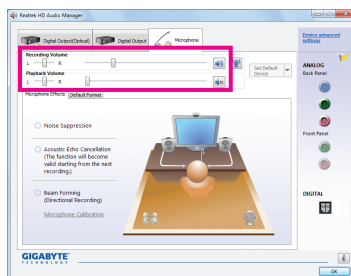 Realtek HD Audio Manager
Digital Output(Optical)
Digital Output
Microphone
Device advanced
settings
Recording Volume
L
R
Playback Volume
L
R
Set Default
Device
ANALOG
Back Panel
Microphone Effects
Default Format
Noise Suppression
Acoustic Echo Cancellation
(The function will become
valid starting from the next
recording.)
Front Panel
Beam Forming
(Directional Recording)
Microphone Calibration
DIGITAL
GIGABYTE
TECHNOLOGY
OK